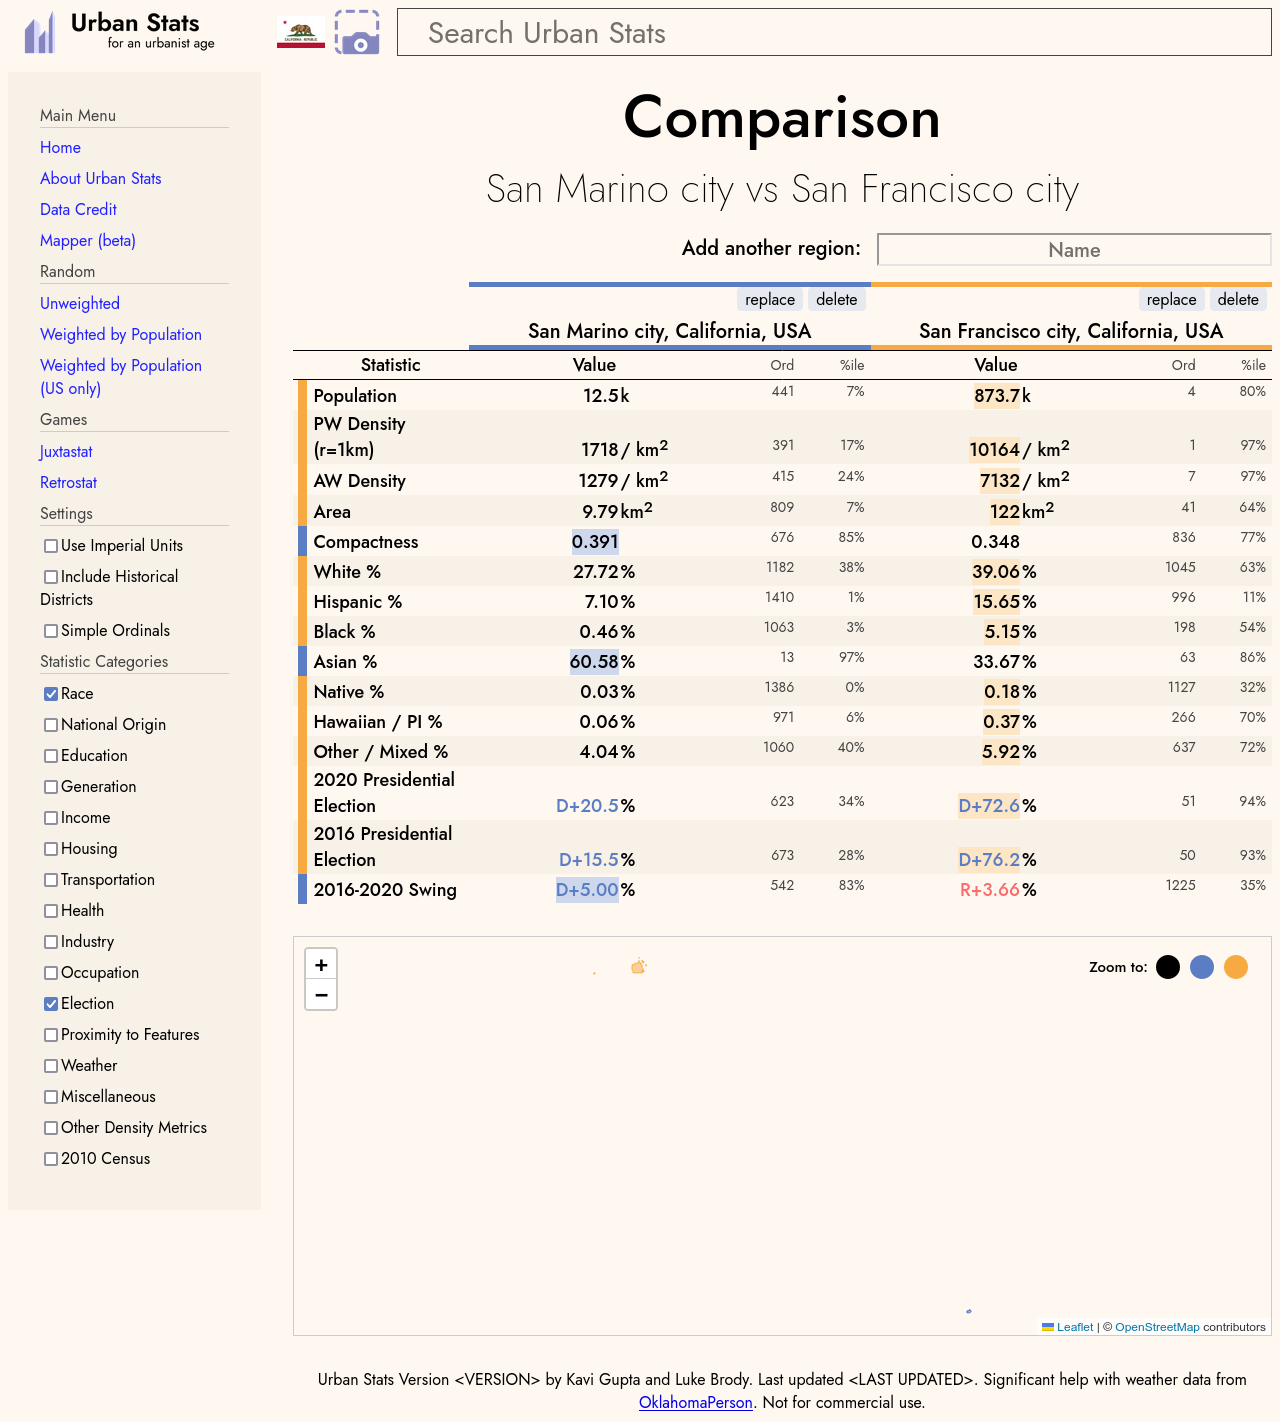 Urban Stats
for an urbanist age
CALIFORNIA REPUBLIC
Search Urban Stats
Main Menu
Home
About Urban Stats
Data Credit
Mapper (beta)
Random
Unweighted
Weighted by Population
Weighted by Population
(US only)
Games
Juxtastat
Retrostat
Settings
Use Imperial Units
Include Historical
Districts
Simple Ordinals
Statistic Categories
Race
National Origin
Education
Generation
Income
Housing
Transportation
Health
Industry
Occupation
Election
Proximity to Features
Weather
Miscellaneous
Other Density Metrics
2010 Census
Comparison
San Marino city vs San Francisco city
Add another region: Name
replace delete replace delete
San Marino city, California, USA San Francisco city, California, USA
Statistic Value Ord %ile Value Ord %ile
Population 12.5k 441 7% 873.7k 4 80%
PW Density
(r=1km) 1718/ km² 391 17% 10164/ km² 1 97%
AW Density 1279/ km² 415 24% 7132/ km² 7 97%
Area 9.79km² 809 7% 122km² 41 64%
Compactness 0.391 676 85% 0.348 836 77%
White % 27.72% 1182 38% 39.06% 1045 63%
Hispanic % 7.10% 1410 1% 15.65% 996 11%
Black % 0.46% 1063 3% 5.15% 198 54%
Asian % 60.58% 13 97% 33.67% 63 86%
Native % 0.03% 1386 0% 0.18% 1127 32%
Hawaiian / PI % 0.06% 971 6% 0.37% 266 70%
Other / Mixed % 4.04% 1060 40% 5.92% 637 72%
2020 Presidential
Election D+20.5% 623 34% D+72.6% 51 94%
2016 Presidential
Election D+15.5% 673 28% D+76.2% 50 93%
2016-2020 Swing D+5.00% 542 83% R+3.66% 1225 35%
+
−
Zoom to:
Leaflet | © OpenStreetMap contributors
Urban Stats Version <VERSION> by Kavi Gupta and Luke Brody. Last updated <LAST UPDATED>. Significant help with weather data from
OklahomaPerson. Not for commercial use.